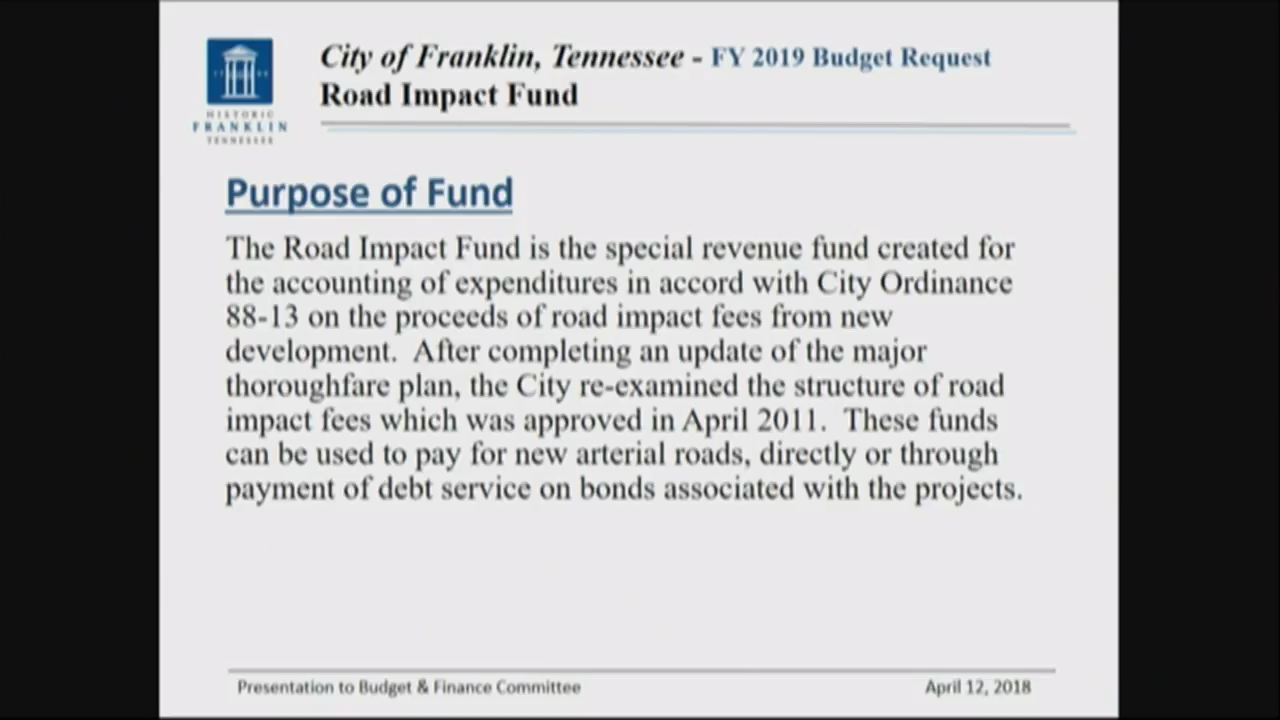 City of Franklin, Tennessee - FY 2019 Budget Request
Road Impact Fund
HISTORIC
FRANKLIN
TENNESSEE
Purpose of Fund
The Road Impact Fund is the special revenue fund created for
the accounting of expenditures in accord with City Ordinance
88-13 on the proceeds of road impact fees from new
development. After completing an update of the major
thoroughfare plan, the City re-examined the structure of road
impact fees which was approved in April 2011. These funds
can be used to pay for new arterial roads, directly or through
payment of debt service on bonds associated with the projects.
Presentation to Budget & Finance Committee
April 12, 2018